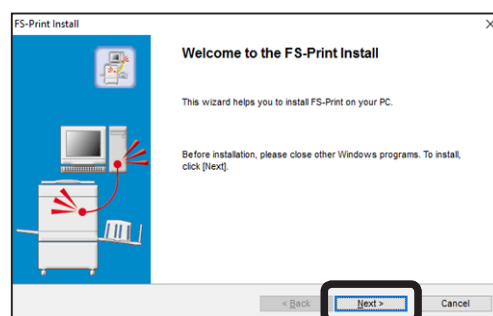 FS-Print Install
Welcome to the FS-Print Install
This wizard helps you to install FS-Print on your PC.
Before installation, please close other Windows programs. To install,
click [Next].
< Back
Next >
Cancel